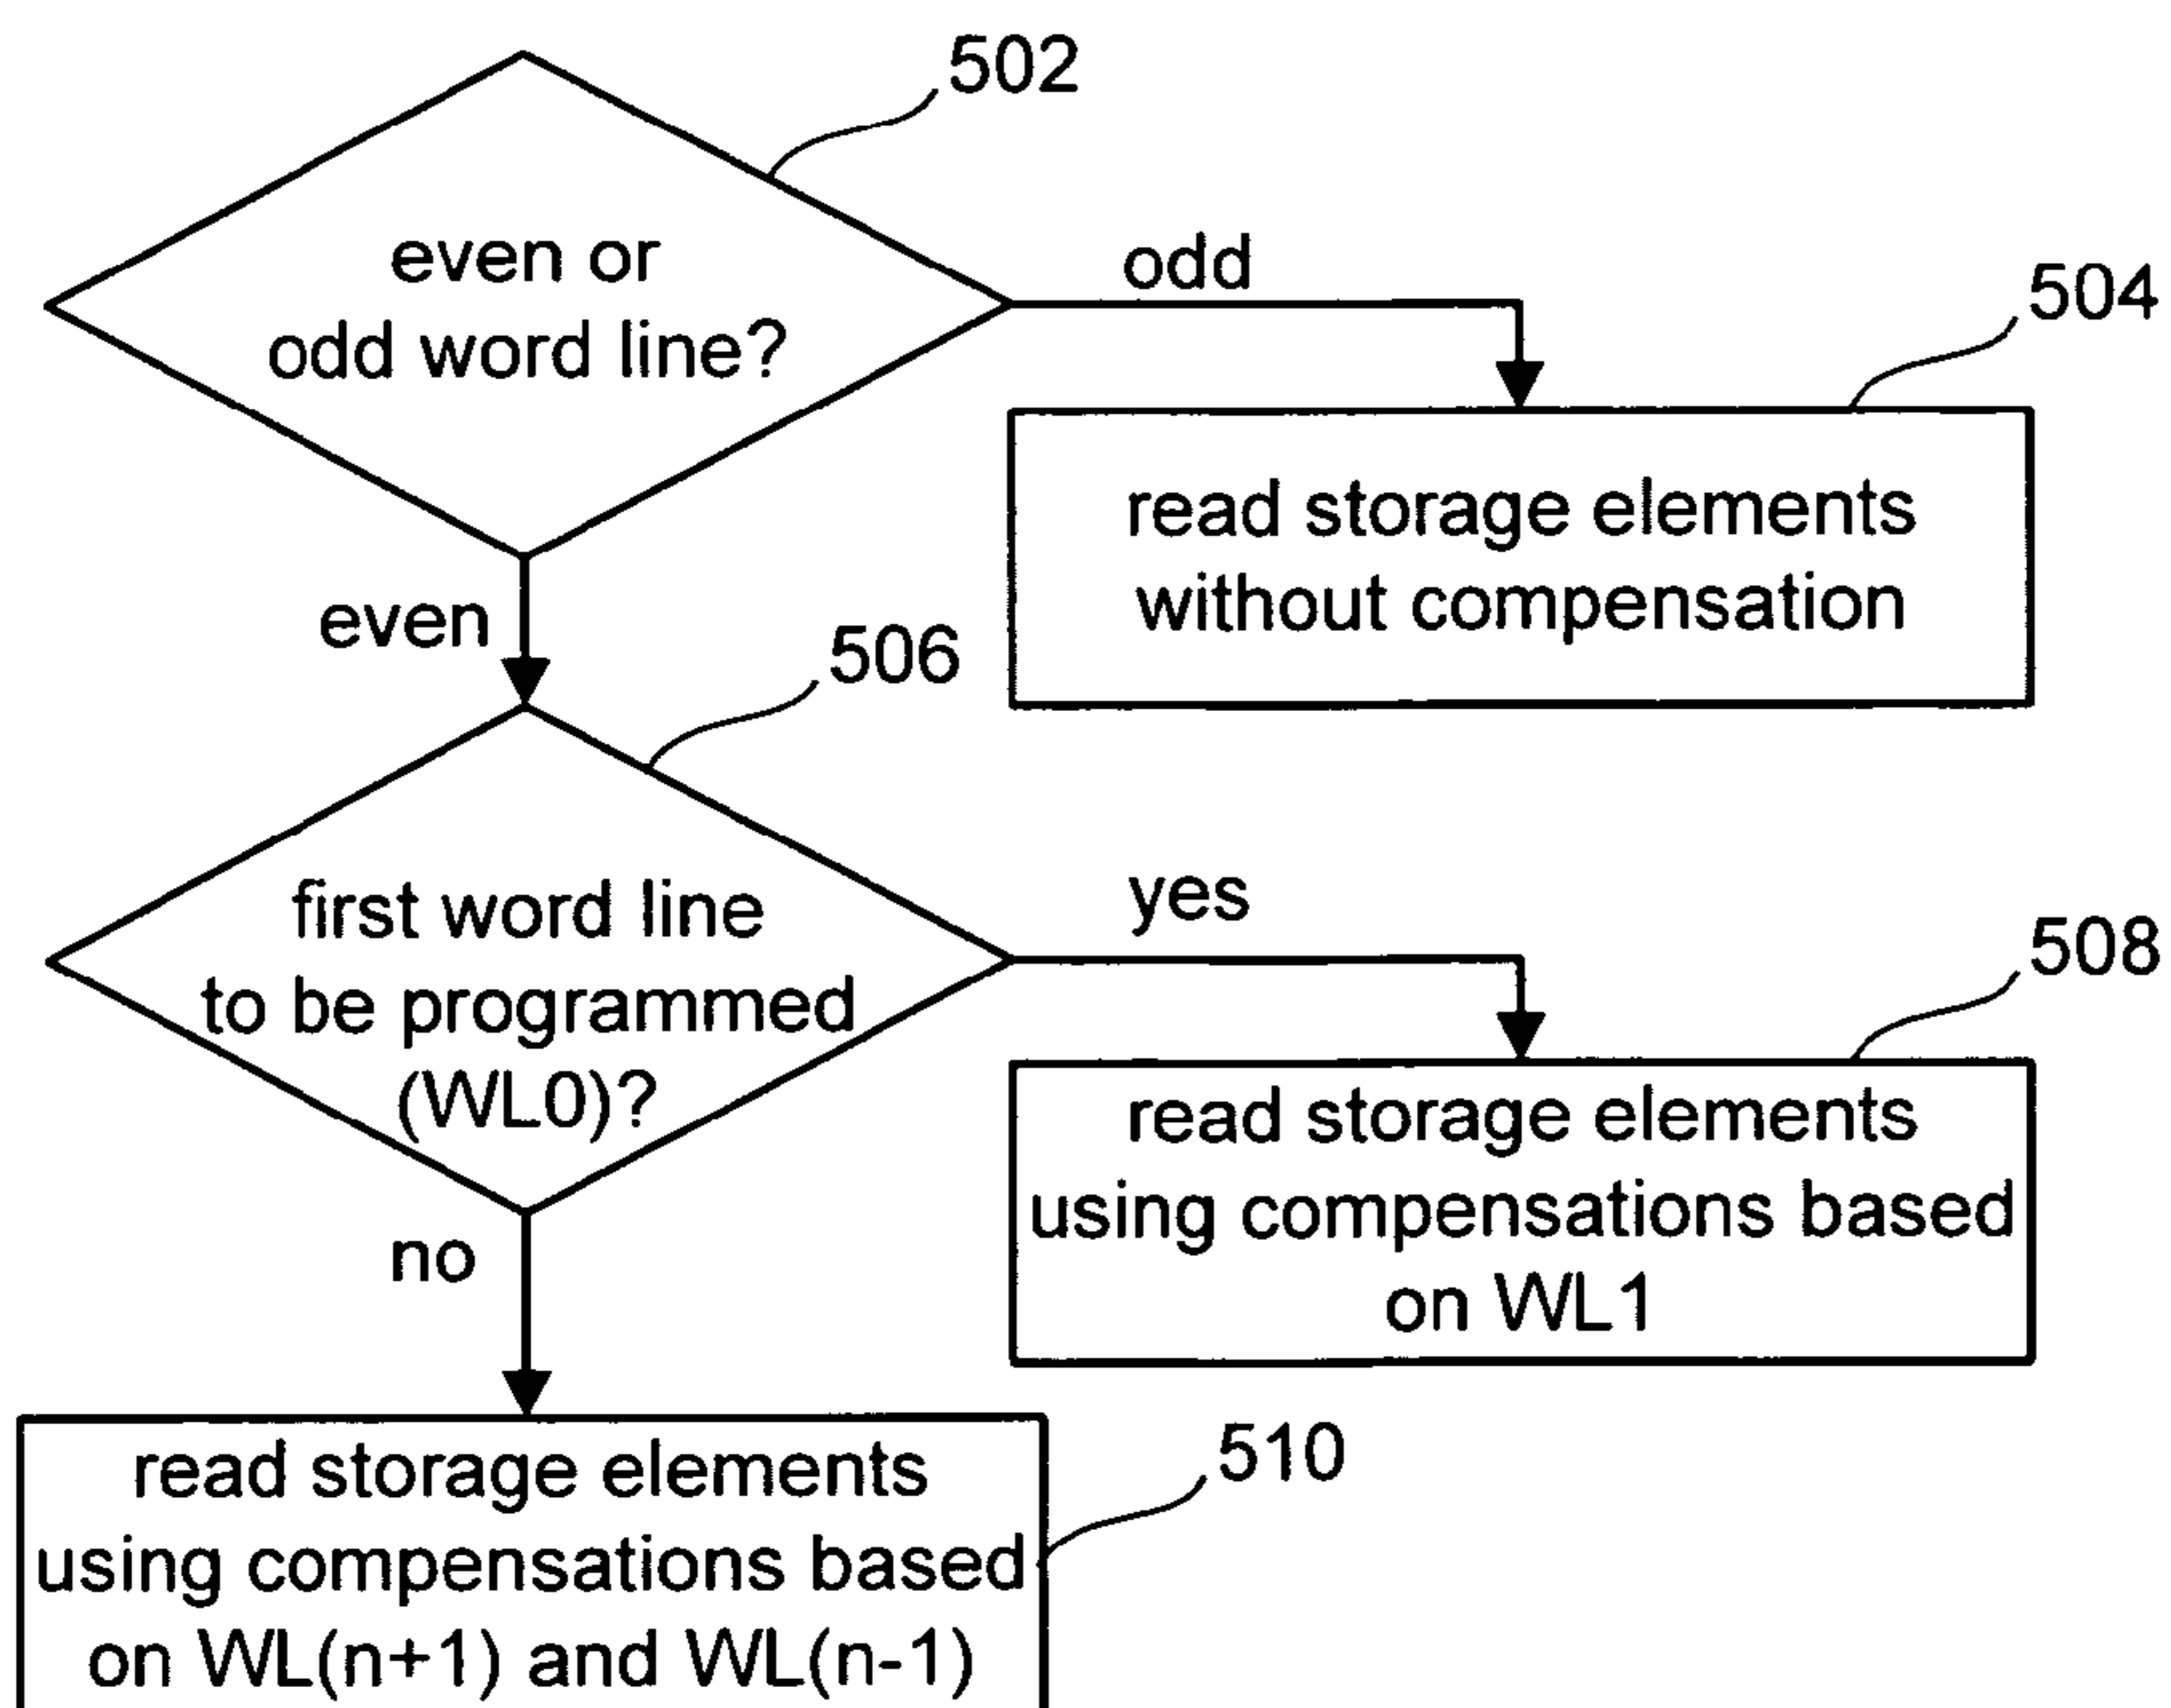 502
even or
odd word line?
odd
504
read storage elements
without compensation
even
506
first word line
to be programmed
(WL0)?
yes
508
read storage elements
using compensations based
on WL1
no
510
read storage elements
using compensations based
on WL(n+1) and WL(n-1)